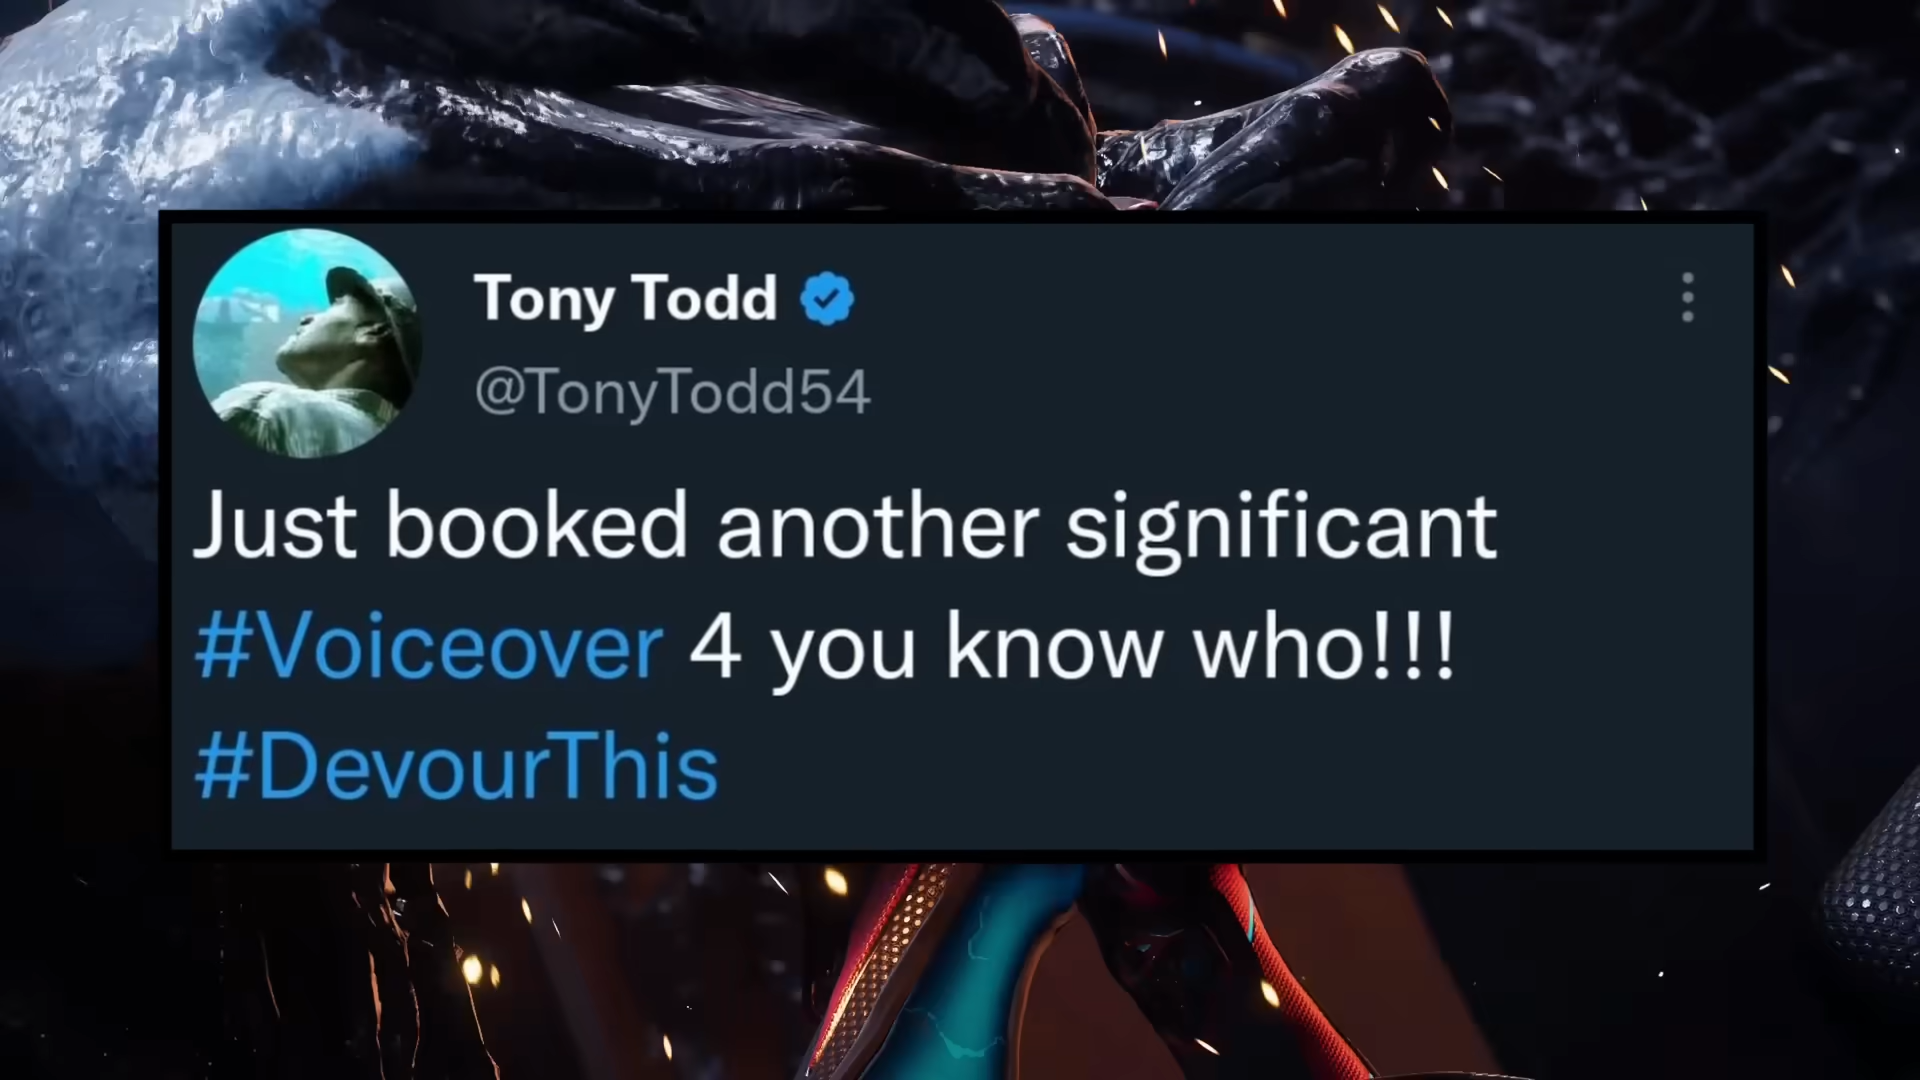 Tony Todd
@TonyTodd54
Just booked another significant
#Voiceover 4 you know who!!!
#DevourThis